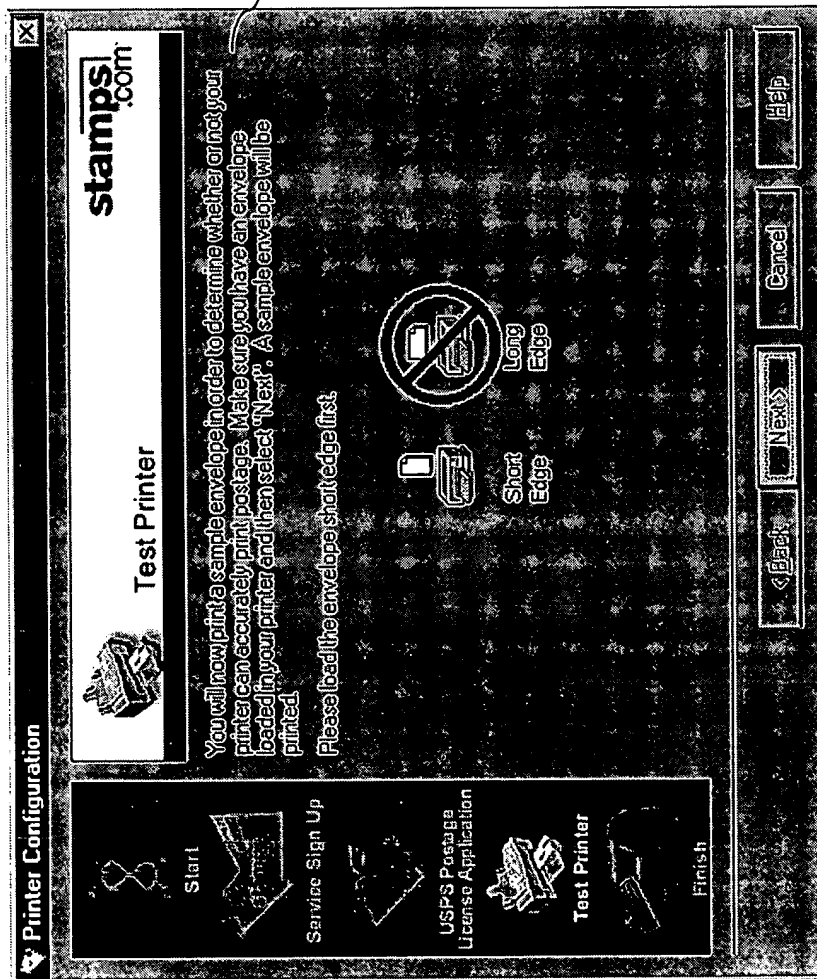 Printer Configuration
Start
Service Sign Up
USPS Postage
License Application
Test Printer
Finish
Test Printer
stamps
.com
You will now print a sample envelope in order to determine whether or not your
printer can accurately print postage. Make sure you have an envelope
loaded in your printer and then select "Next". A sample envelope will be
printed.
Please load the envelope short edge first.
Short
Edge
Long
Edge
< Back
Next >
Cancel
Help